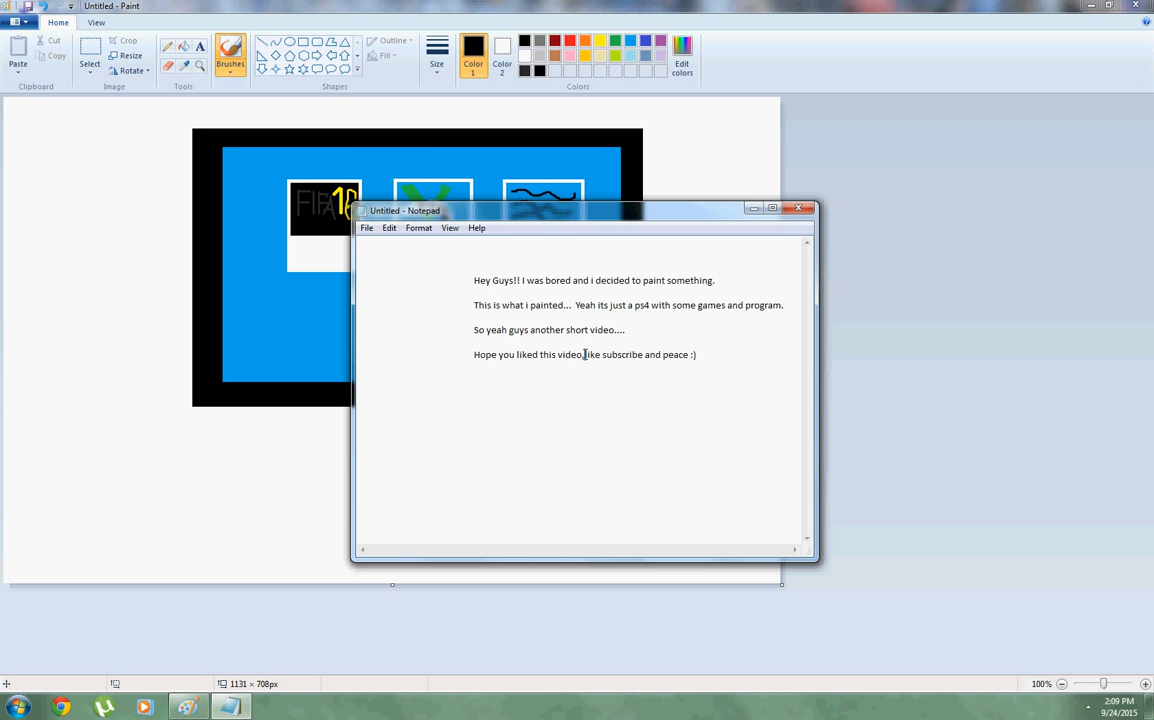 Untitled - Paint
Home
View
Paste
Cut
Copy
Clipboard
Select
Crop
Resize
Rotate
Image
Tools
Brushes
Outline
Fill
Shapes
Size
Color
1
Color
2
Edit
colors
Colors
FIFA
Untitled - Notepad
File Edit Format View Help
Hey Guys!! I was bored and i decided to paint something.
This is what i painted... Yeah its just a ps4 with some games and program.
So yeah guys another short video....
Hope you liked this video,like subscribe and peace :)
1131 × 708px
100%
2:09 PM
9/24/2015